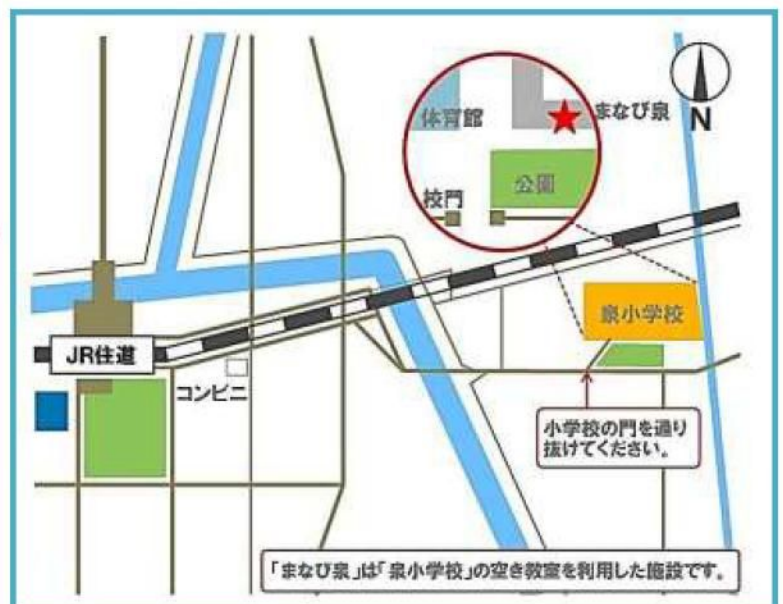 体育館
まなび泉
N
公園
校門
泉小学校
JR住道
コンビニ
小学校の門を通り
抜けてください。
「まなび泉」は「泉小学校」の空き教室を利用した施設です。